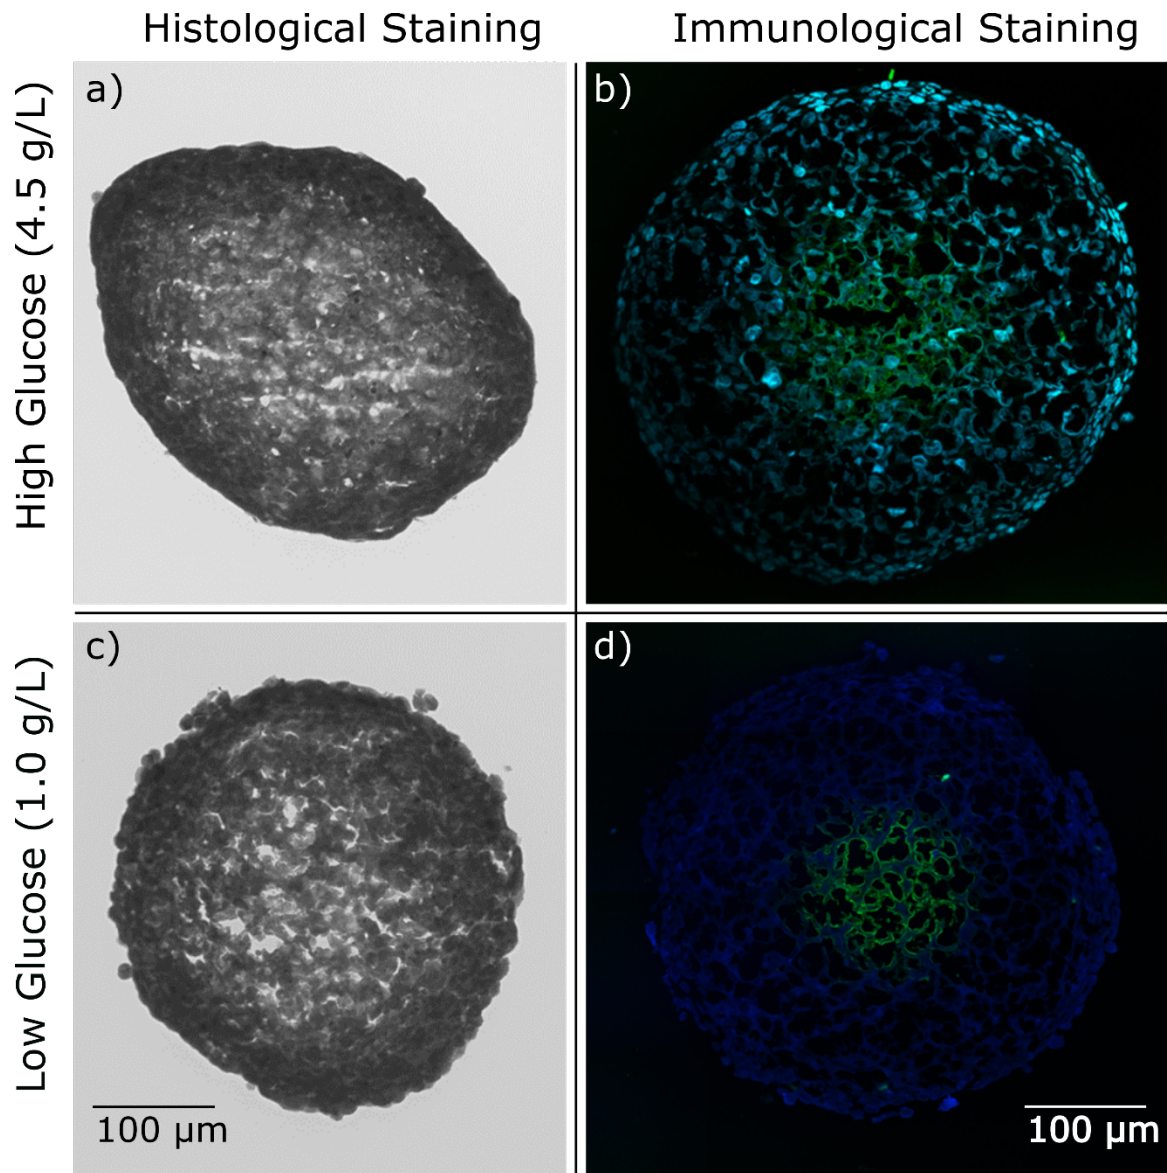 Histological Staining
Immunological Staining
High Glucose (4.5 g/L)
a)
b)
Low Glucose (1.0 g/L)
c)
d)
100 µm
100 µm